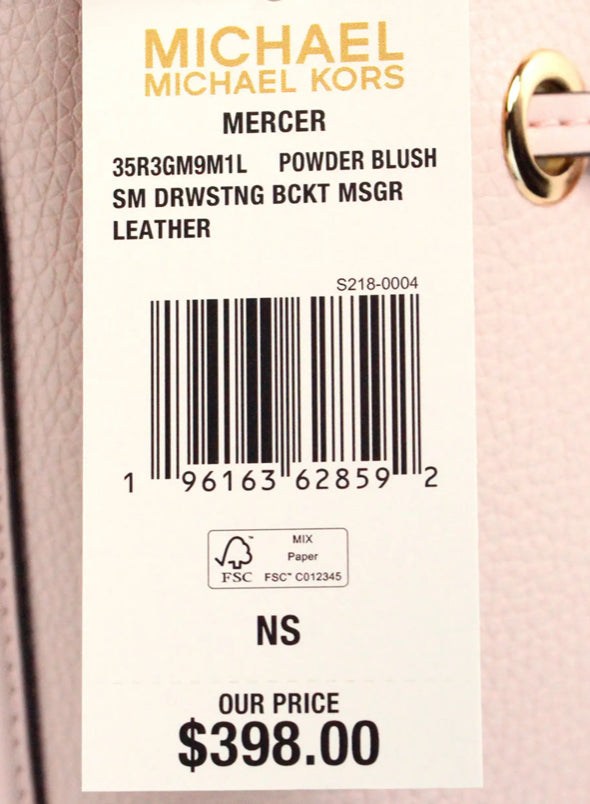 MICHAEL
MICHAEL KORS
MERCER
35R3GM9M1L POWDER BLUSH
SM DRWSTNG BCKT MSGR
LEATHER
S218-0004
1 96163 62859 2
MIX
Paper
FSC™ C012345
FSC
NS
OUR PRICE
$398.00